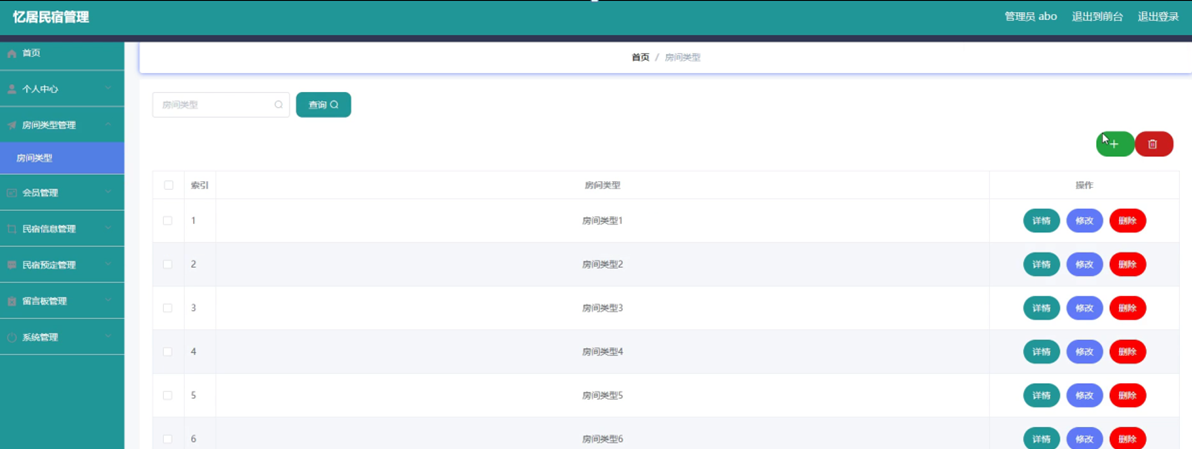 忆居民宿管理
管理员 abo 退出到前台 退出登录
首页
首页 / 房间类型
个人中心
房间类型 查询
房间类型管理
房间类型
会员管理
民宿信息管理
民宿预定管理
留言板管理
系统管理
索引 房间类型 操作
1 房间类型1 详情 修改 删除
2 房间类型2 详情 修改 删除
3 房间类型3 详情 修改 删除
4 房间类型4 详情 修改 删除
5 房间类型5 详情 修改 删除
6 房间类型6 详情 修改 删除